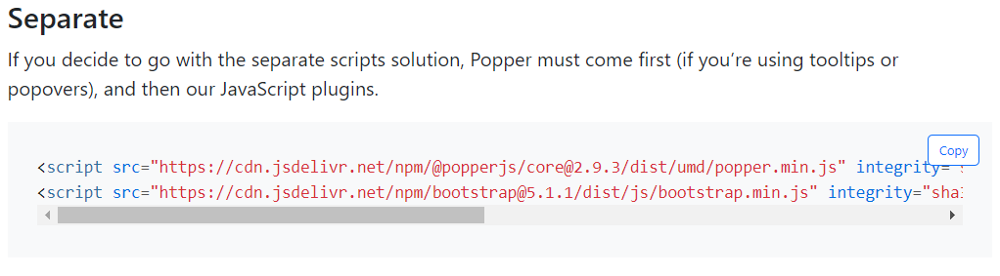 Separate
If you decide to go with the separate scripts solution, Popper must come first (if you’re using tooltips or
popovers), and then our JavaScript plugins.
Copy
<script src="https://cdn.jsdelivr.net/npm/@popperjs/core@2.9.3/dist/umd/popper.min.js" integrity=
<script src="https://cdn.jsdelivr.net/npm/bootstrap@5.1.1/dist/js/bootstrap.min.js" integrity="sha